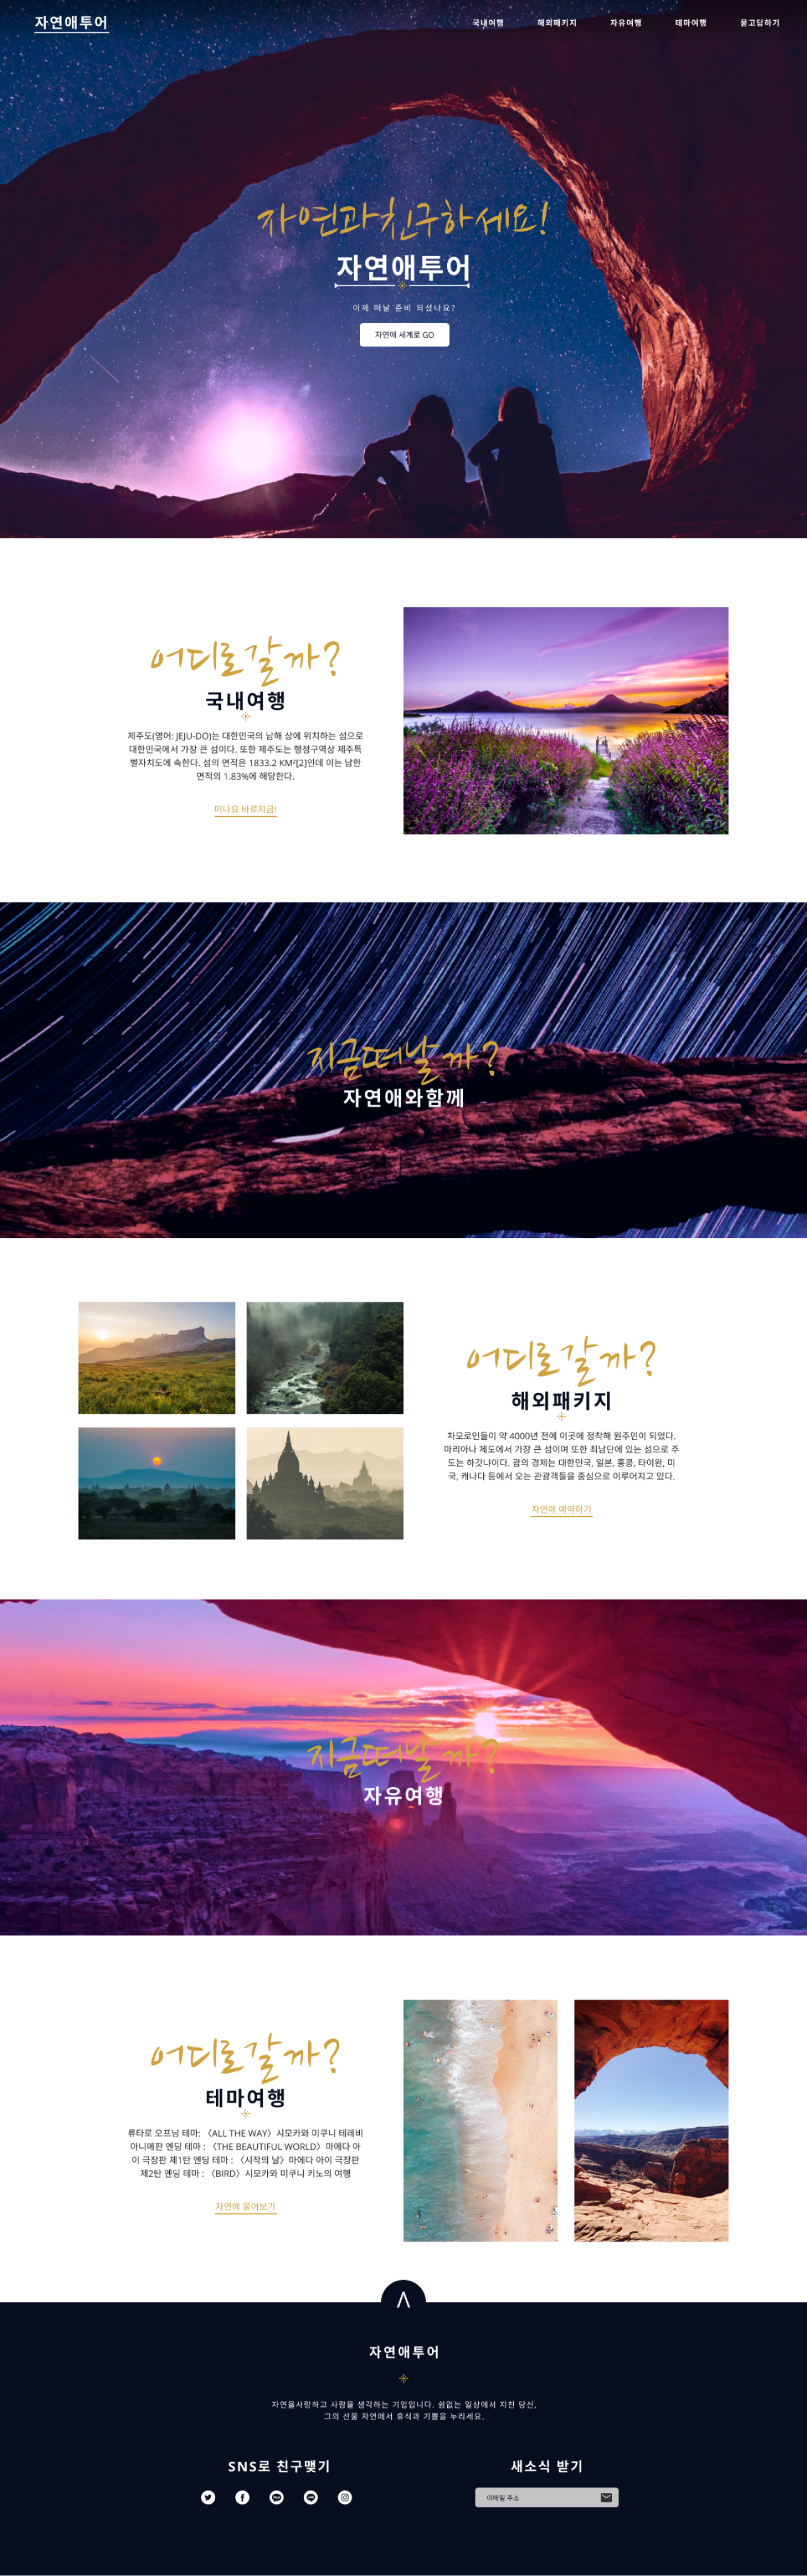 자연애투어
국내여행 해외패키지 자유여행 테마여행 묻고답하기
자연과친구하세요!
자연애투어
이제 떠날 준비 되셨나요?
자연애 세계로 GO
어디로갈까?
국내여행
제주도(영어: JEJU-DO)는 대한민국의 남해 상에 위치하는 섬으로
대한민국에서 가장 큰 섬이다. 또한 제주도는 행정구역상 제주특
별자치도에 속한다. 섬의 면적은 1833.2 KM²[2]인데 이는 남한
면적의 1.83%에 해당한다.
떠나요 바로지금!
지금떠날까?
자연애와함께
어디로갈까?
해외패키지
차모로인들이 약 4000년 전에 이곳에 정착해 원주민이 되었다.
마리아나 제도에서 가장 큰 섬이며 또한 최남단에 있는 섬으로 주
도는 하갓냐이다. 괌의 경제는 대한민국, 일본, 홍콩, 타이완, 미
국, 캐나다 등에서 오는 관광객들을 중심으로 이루어지고 있다.
자연애 예약하기
지금떠날까?
자유여행
어디로갈까?
테마여행
류타로 오프닝 테마: 〈ALL THE WAY〉시모카와 미쿠니 테레비
아니메판 엔딩 테마 : 〈THE BEAUTIFUL WORLD〉마에다 아
이 극장판 제1탄 엔딩 테마 : 〈시작의 날〉마에다 아이 극장판
제2탄 엔딩 테마 : 〈BIRD〉시모카와 미쿠니 키노의 여행
자연애 물어보기
자연애투어
자연을사랑하고 사람을 생각하는 기업입니다. 쉼없는 일상에서 지친 당신,
그의 선물 자연에서 휴식과 기쁨을 누리세요.
SNS로 친구맺기
새소식 받기
이메일 주소